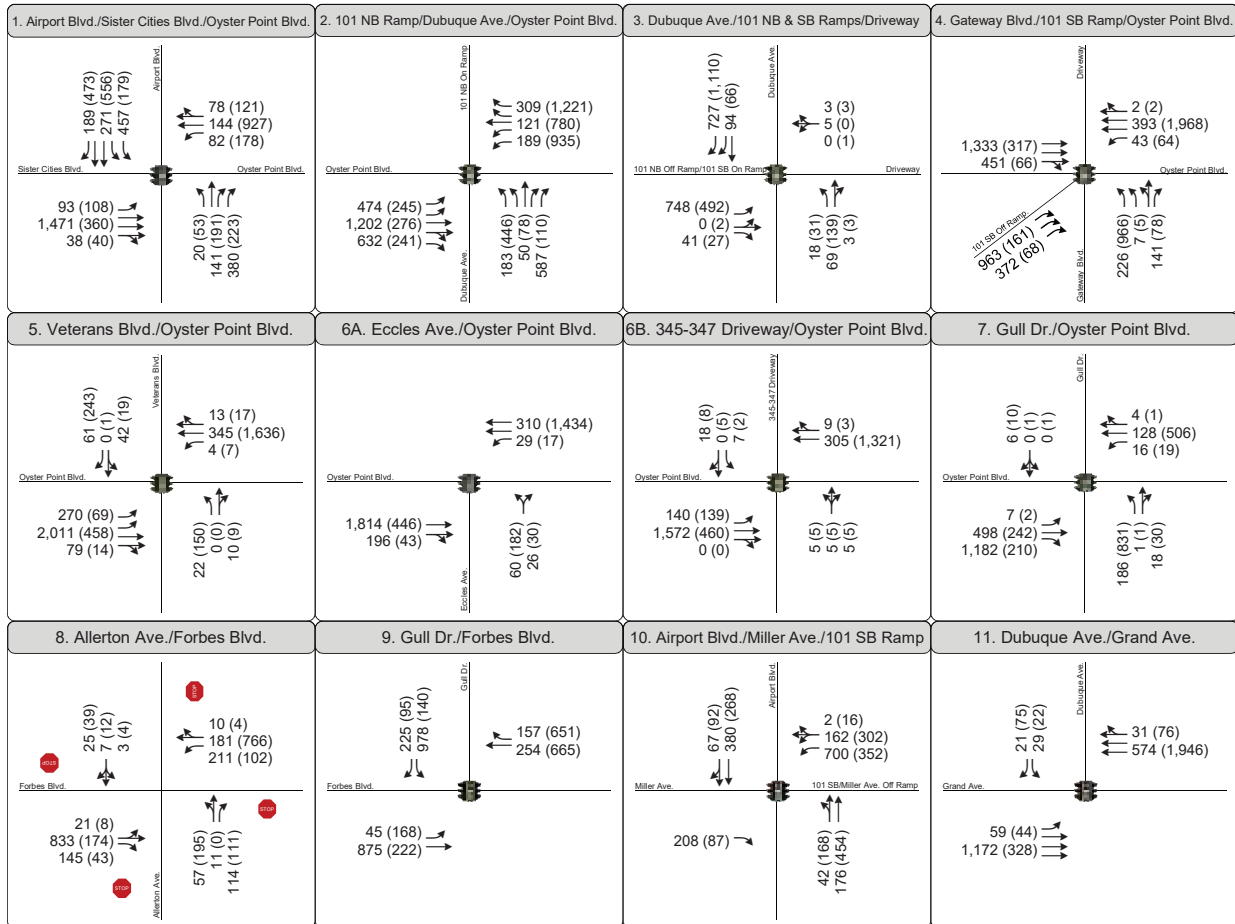 1. Airport Blvd./Sister Cities Blvd./Oyster Point Blvd.
Airport Blvd.
189 (473)
271 (556)
457 (179)
78 (121)
144 (927)
82 (178)
Sister Cities Blvd.
Oyster Point Blvd.
93 (108)
1,471 (360)
38 (40)
20 (53)
141 (191)
380 (223)
2. 101 NB Ramp/Dubuque Ave./Oyster Point Blvd.
101 NB On Ramp
309 (1,221)
121 (780)
189 (935)
Oyster Point Blvd.
474 (245)
1,202 (276)
632 (241)
Dubuque Ave.
183 (446)
50 (78)
587 (110)
3. Dubuque Ave./101 NB & SB Ramps/Driveway
Dubuque Ave.
727 (1,110)
94 (66)
3 (3)
5 (0)
0 (1)
101 NB Off Ramp/101 SB On Ramp
Driveway
748 (492)
0 (2)
41 (27)
18 (31)
69 (139)
3 (3)
4. Gateway Blvd./101 SB Ramp/Oyster Point Blvd.
Driveway
2 (2)
393 (1,968)
43 (64)
1,333 (317)
451 (66)
Oyster Point Blvd.
101 SB Off Ramp
963 (161)
372 (68)
Gateway Blvd.
226 (966)
7 (5)
141 (78)
5. Veterans Blvd./Oyster Point Blvd.
Veterans Blvd.
61 (243)
0 (1)
42 (19)
13 (17)
345 (1,636)
4 (7)
Oyster Point Blvd.
270 (69)
2,011 (458)
79 (14)
22 (150)
0 (0)
10 (9)
6A. Eccles Ave./Oyster Point Blvd.
310 (1,434)
29 (17)
Oyster Point Blvd.
1,814 (446)
196 (43)
Eccles Ave.
60 (182)
26 (30)
6B. 345-347 Driveway/Oyster Point Blvd.
345-347 Driveway
18 (8)
0 (5)
7 (2)
9 (3)
305 (1,321)
Oyster Point Blvd.
140 (139)
1,572 (460)
0 (0)
5 (5)
5 (5)
5 (5)
7. Gull Dr./Oyster Point Blvd.
Gull Dr.
6 (10)
0 (1)
0 (1)
4 (1)
128 (506)
16 (19)
Oyster Point Blvd.
7 (2)
498 (242)
1,182 (210)
186 (831)
1 (1)
18 (30)
8. Allerton Ave./Forbes Blvd.
STOP
25 (39)
7 (12)
3 (4)
10 (4)
181 (766)
211 (102)
STOP
Forbes Blvd.
STOP
21 (8)
833 (174)
145 (43)
STOP
Allerton Ave.
57 (195)
11 (0)
114 (111)
9. Gull Dr./Forbes Blvd.
Gull Dr.
225 (95)
978 (140)
157 (651)
254 (665)
Forbes Blvd.
45 (168)
875 (222)
10. Airport Blvd./Miller Ave./101 SB Ramp
Airport Blvd.
67 (92)
380 (268)
2 (16)
162 (302)
700 (352)
Miller Ave.
101 SB/Miller Ave. Off Ramp
208 (87)
42 (168)
176 (454)
11. Dubuque Ave./Grand Ave.
Dubuque Ave.
21 (75)
29 (22)
31 (76)
574 (1,946)
Grand Ave.
59 (44)
1,172 (328)